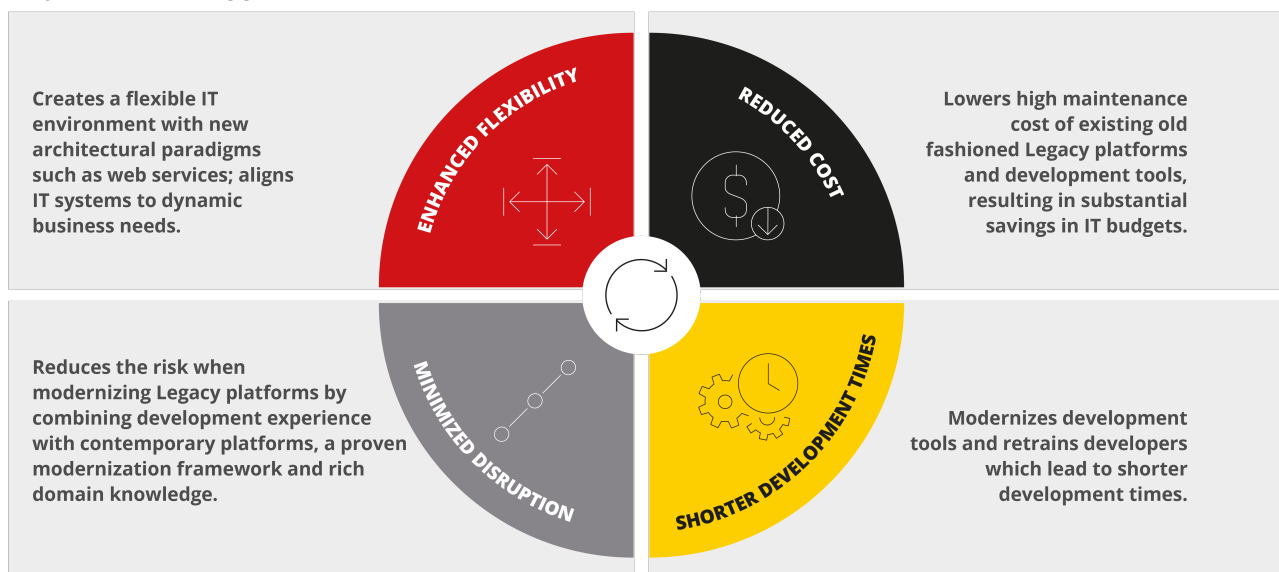 Creates a flexible IT
environment with new
architectural paradigms
such as web services; aligns
IT systems to dynamic
business needs.
ENHANCED FLEXIBILITY
REDUCED COST
Lowers high maintenance
cost of existing old
fashioned Legacy platforms
and development tools,
resulting in substantial
savings in IT budgets.
Reduces the risk when
modernizing Legacy platforms by
combining development experience
with contemporary platforms, a proven
modernization framework and rich
domain knowledge.
MINIMIZED DISRUPTION
SHORTER DEVELOPMENT TIMES
Modernizes development
tools and retrains developers
which lead to shorter
development times.